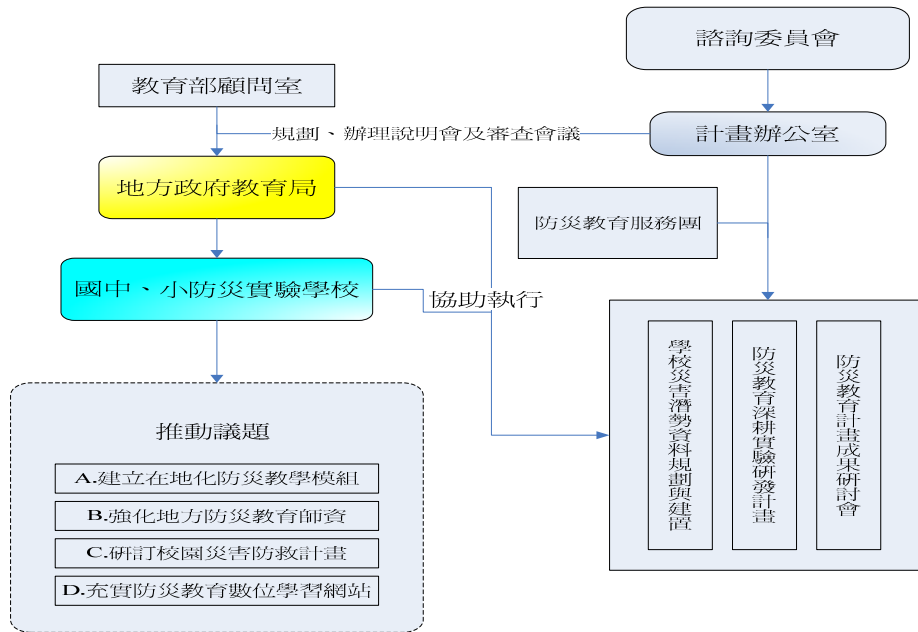 諮詢委員會
教育部顧問室
規劃、辦理說明會及審查會議
計畫辦公室
地方政府教育局
防災教育服務團
國中、小防災實驗學校
協助執行
學校災害潛勢資料規劃與建置
防災教育深耕實驗研發計畫
防災教育計畫成果研討會
推動議題
A.建立在地化防災教學模組
B.強化地方防災教育師資
C.研訂校園災害防救計畫
D.充實防災教育數位學習網站